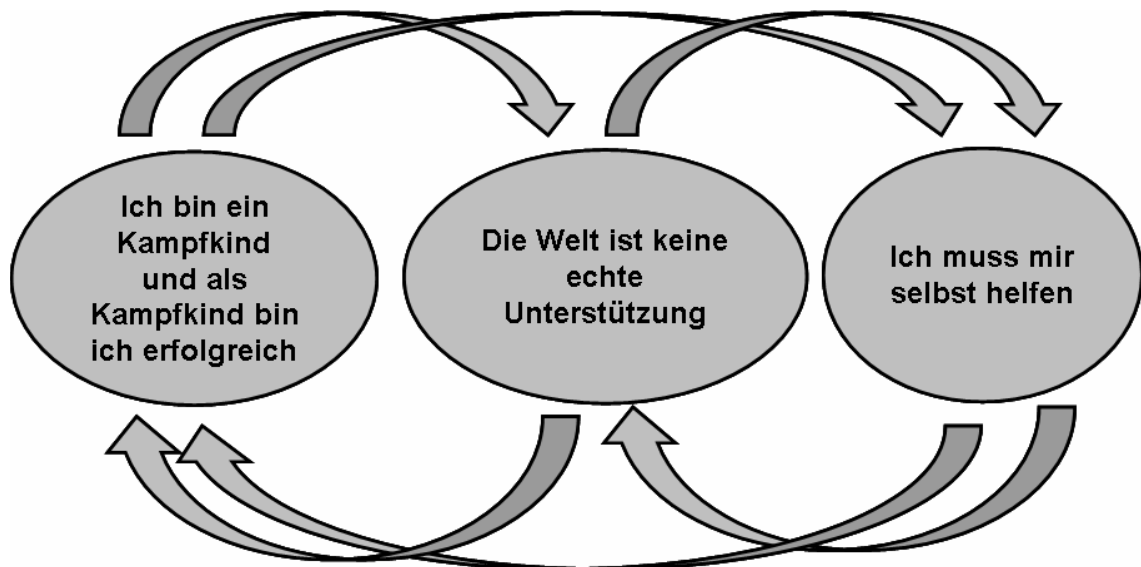 Ich bin ein
Kampfkind
und als
Kampfkind bin
ich erfolgreich
Die Welt ist keine
echte
Unterstützung
Ich muss mir
selbst helfen